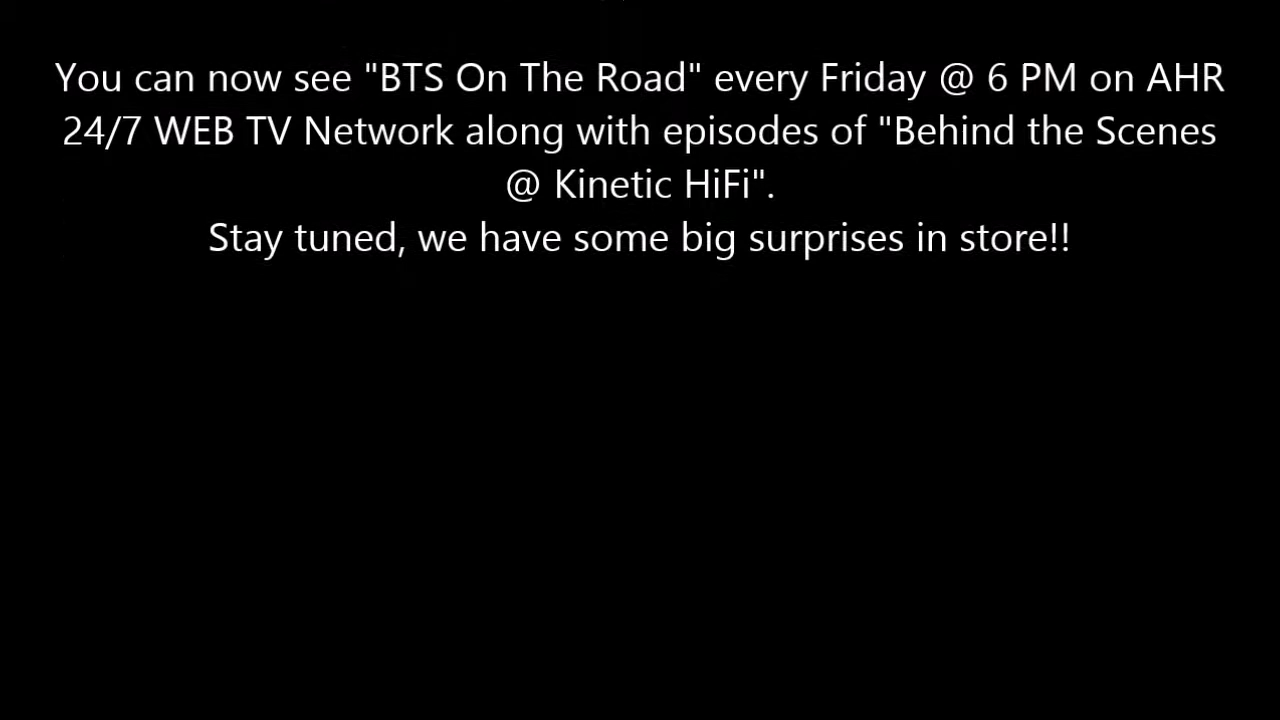 You can now see "BTS On The Road" every Friday @ 6 PM on AHR
24/7 WEB TV Network along with episodes of "Behind the Scenes
@ Kinetic HiFi".
Stay tuned, we have some big surprises in store!!